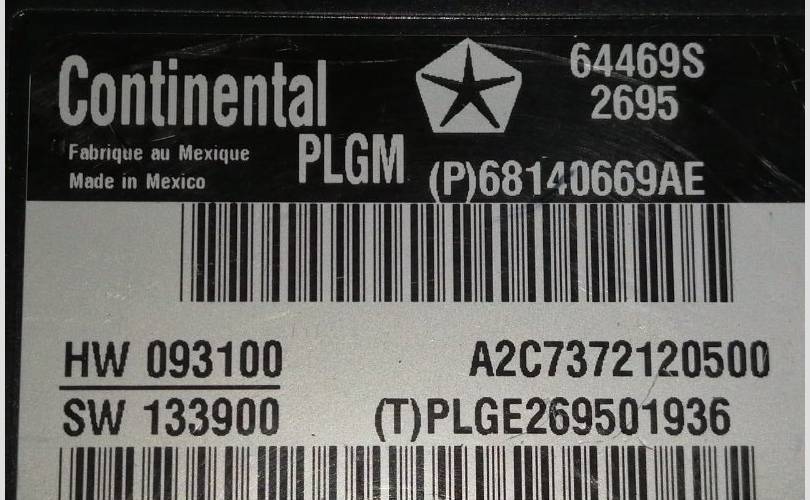 Continental
64469S
2695
Fabrique au Mexique
Made in Mexico
PLGM
(P)68140669AE
HW 093100
A2C7372120500
SW 133900
(T)PLGE269501936